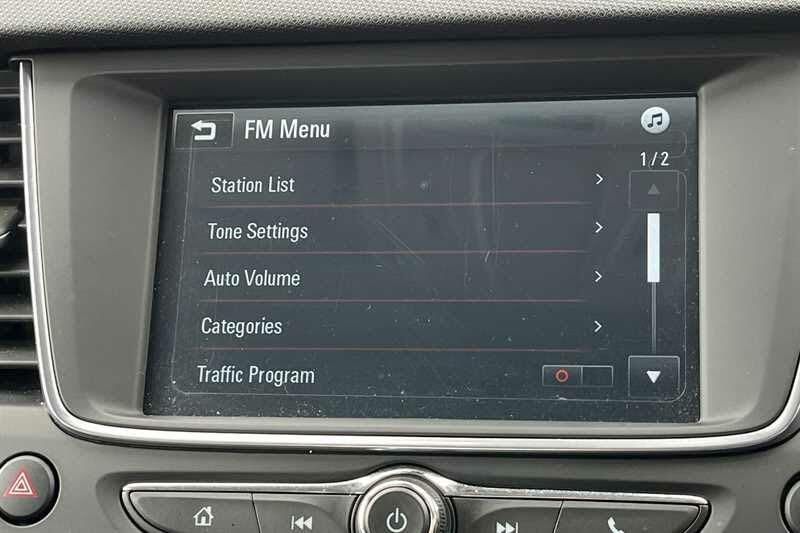 FM Menu
1/2
Station List
Tone Settings
Auto Volume
Categories
Traffic Program